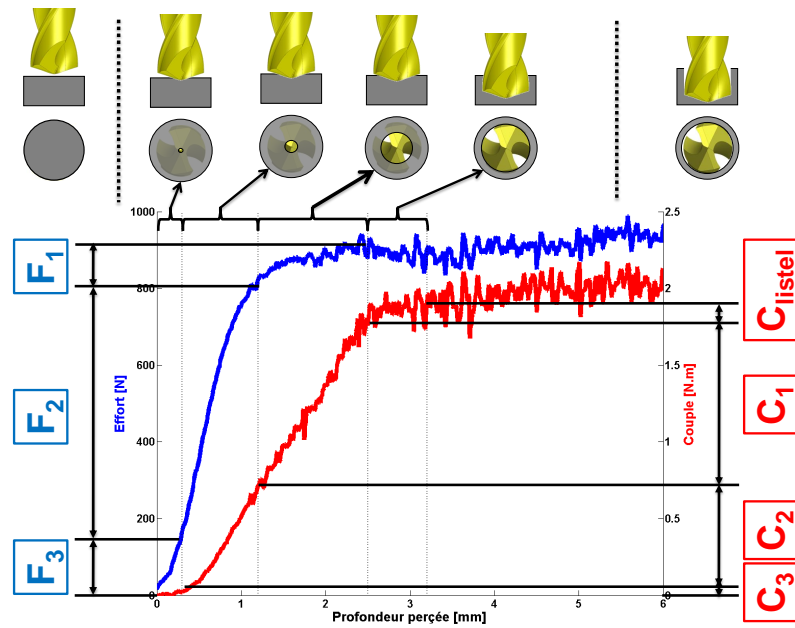 1000
800
600
400
200
0
Effort [N]
2.5
2
1.5
1
0.5
0
Couple [N.m]
0 1 2 3 4 5 6
Profondeur perçée [mm]
F1
F2
F3
Clistel
C1
C2
C3